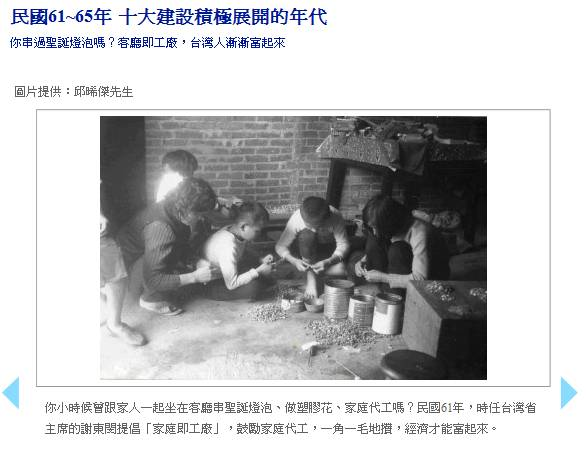 民國61~65年 十大建設積極展開的年代
你串過聖誕燈泡嗎？客廳即工廠，台灣人漸漸富起來
圖片提供：邱晞傑先生
你小時候曾跟家人一起坐在客廳串聖誕燈泡、做塑膠花、家庭代工嗎？民國61年，時任台灣省
主席的謝東閔提倡「家庭即工廠」，鼓勵家庭代工，一角一毛地攢，經濟才能富起來。